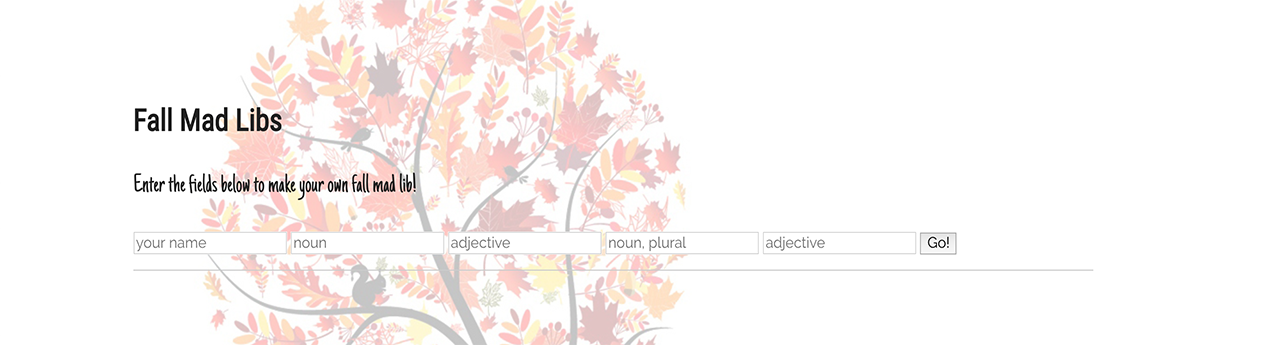 Fall Mad Libs
Enter the fields below to make your own fall mad lib!
your name noun adjective noun, plural adjective Go!